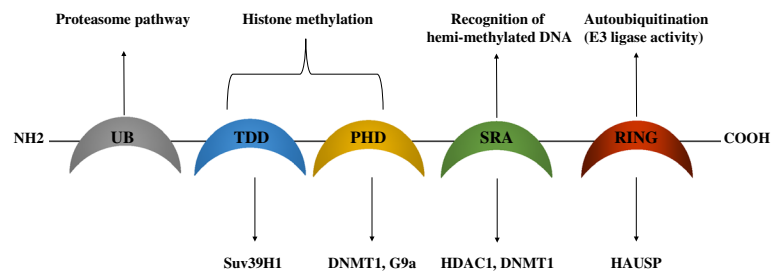 Proteasome pathway
Histone methylation
Recognition of
hemi-methylated DNA
Autoubiquitination
(E3 ligase activity)
NH2
UB
TDD
PHD
SRA
RING
COOH
Suv39H1
DNMT1, G9a
HDAC1, DNMT1
HAUSP